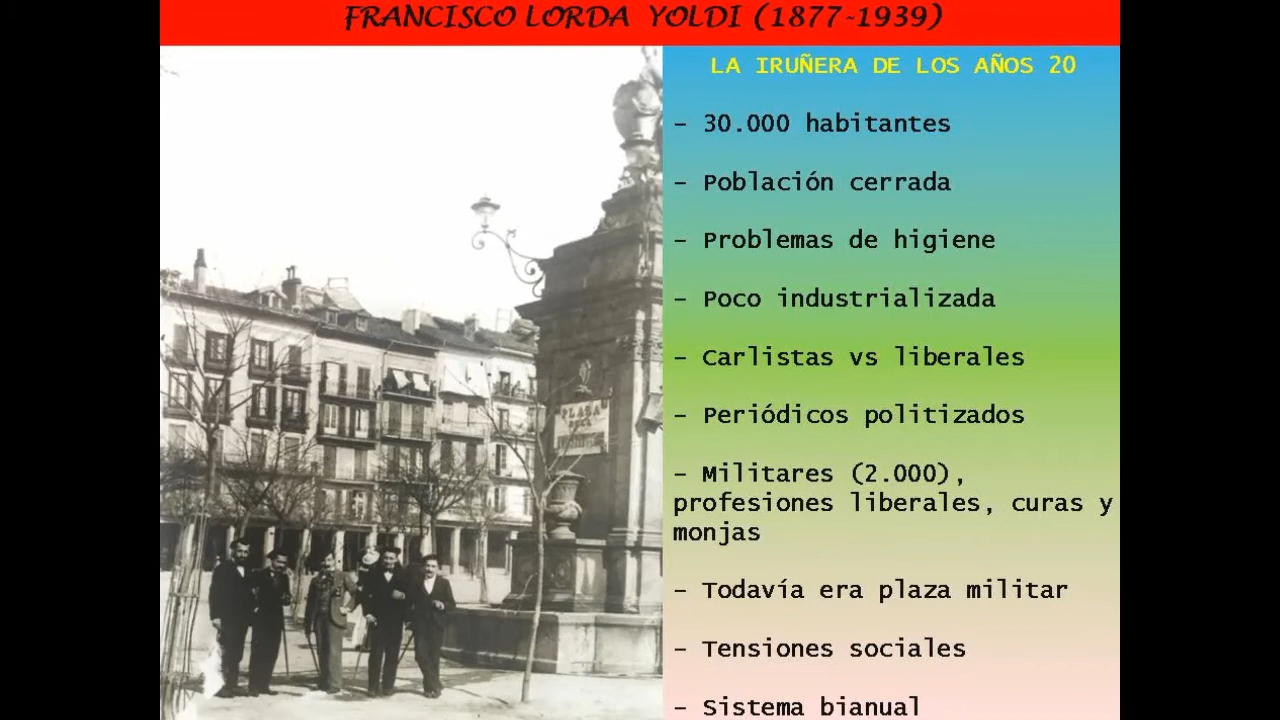 FRANCISCO LORDA YOLDI (1877-1939)
LA IRUÑERA DE LOS AÑOS 20
- 30.000 habitantes
- Población cerrada
- Problemas de higiene
- Poco industrializada
- Carlistas vs liberales
- Periódicos politizados
- Militares (2.000),
profesiones liberales, curas y
monjas
- Todavía era plaza militar
- Tensiones sociales
- Sistema bianual
PLAZA